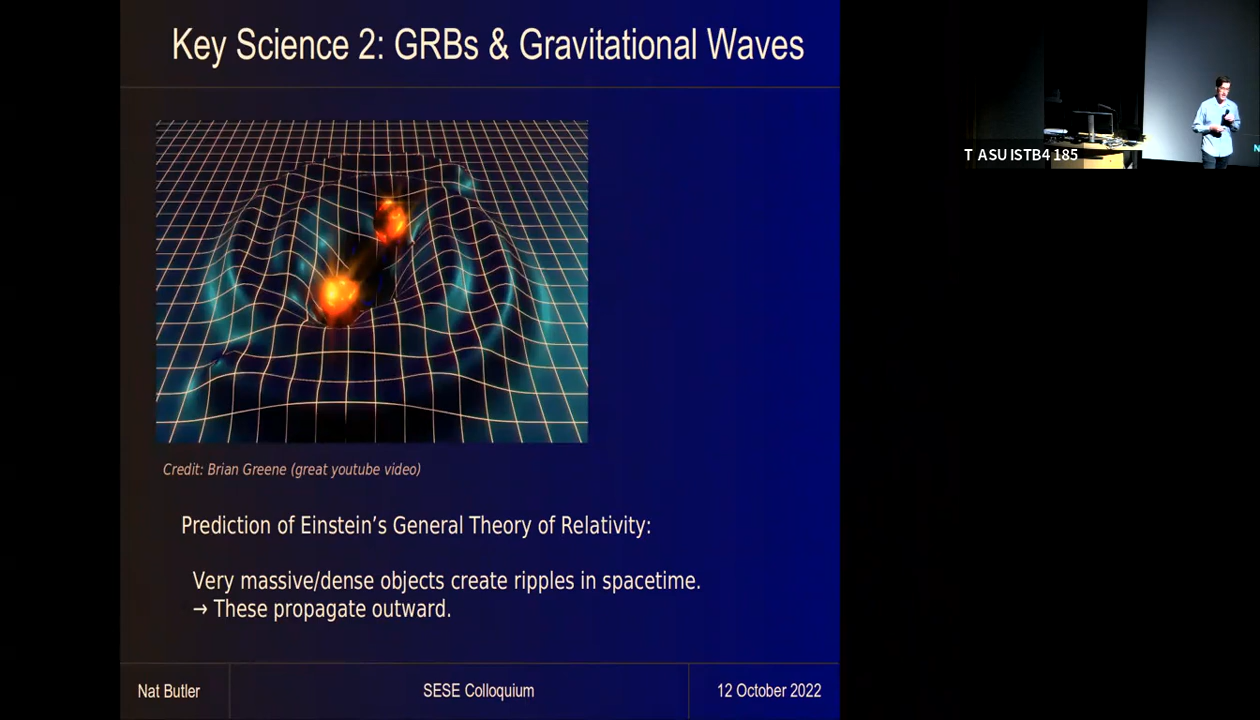 Key Science 2: GRBs & Gravitational Waves
T ASU ISTB4 185
Credit: Brian Greene (great youtube video)
Prediction of Einstein’s General Theory of Relativity:
Very massive/dense objects create ripples in spacetime.
→ These propagate outward.
Nat Butler
SESE Colloquium
12 October 2022